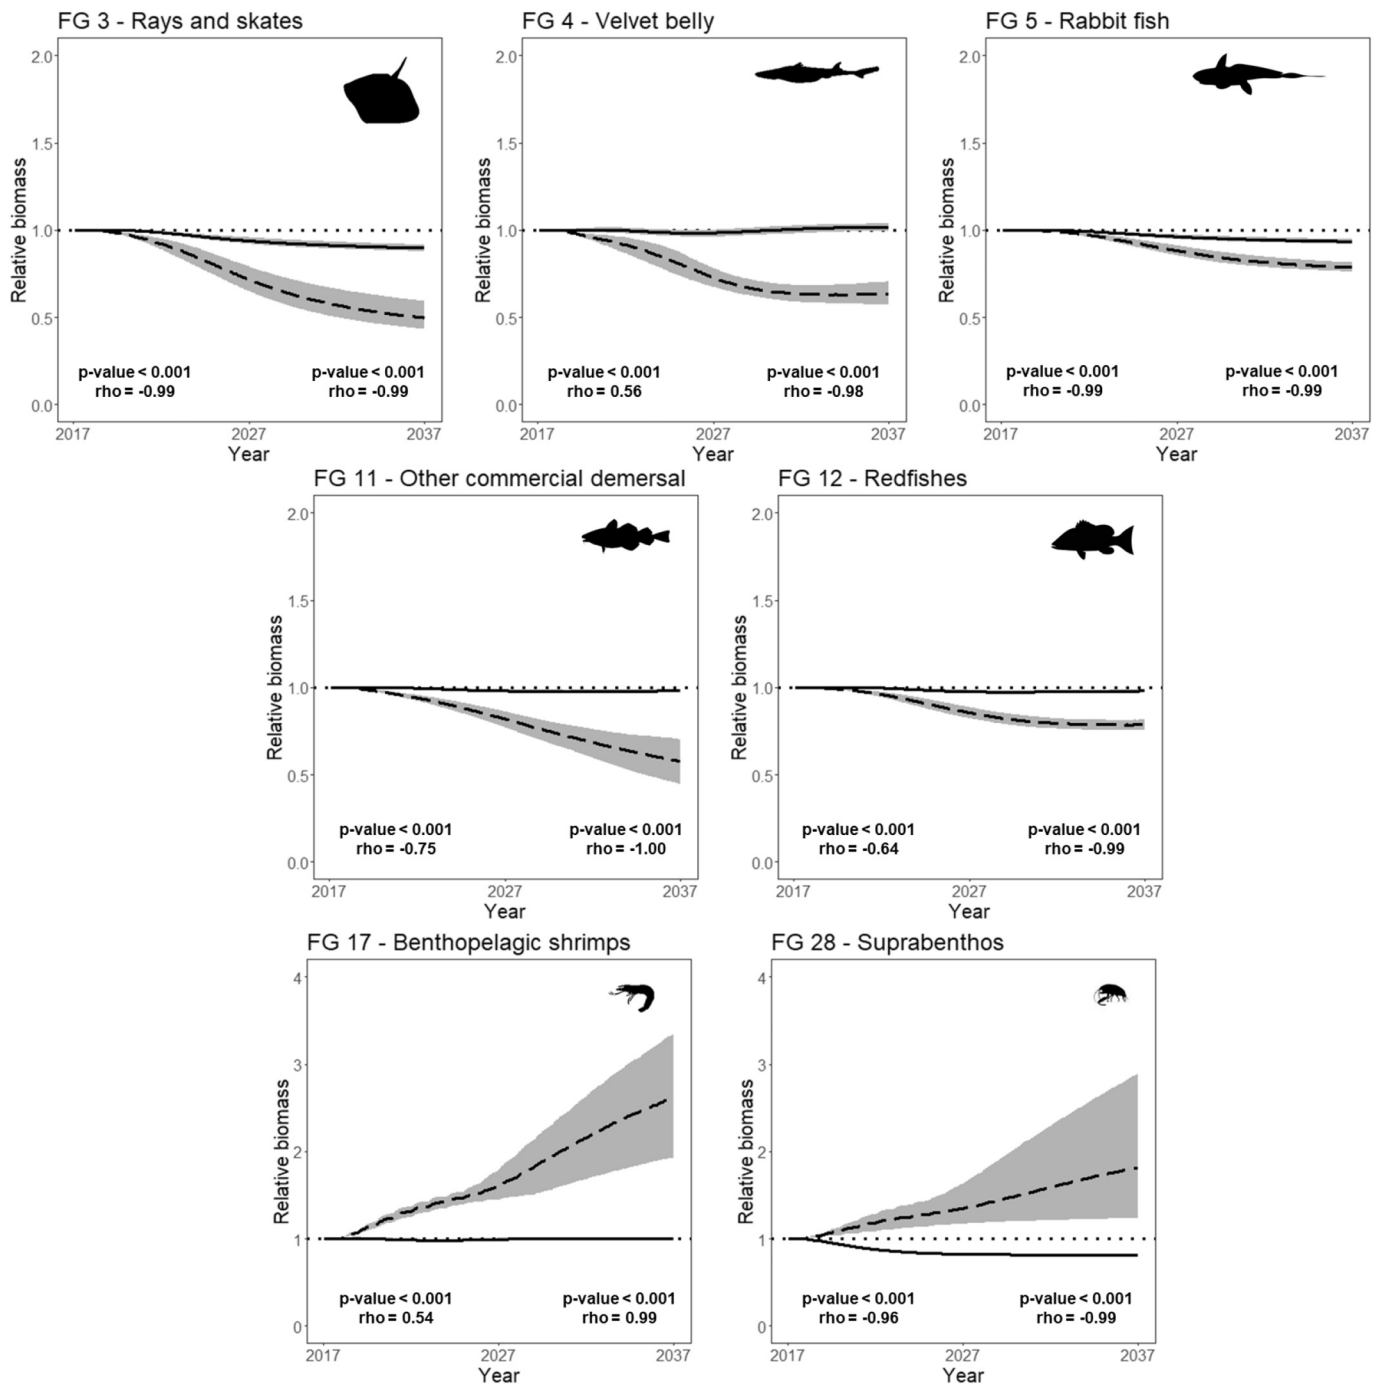 FG 3 - Rays and skates
2.0
1.5
1.0
0.5
0.0
Relative biomass
p-value < 0.001
rho = -0.99
p-value < 0.001
rho = -0.99
2017
2027
2037
Year
FG 4 - Velvet belly
2.0
1.5
1.0
0.5
0.0
Relative biomass
p-value < 0.001
rho = 0.56
p-value < 0.001
rho = -0.98
2017
2027
2037
Year
FG 5 - Rabbit fish
2.0
1.5
1.0
0.5
0.0
Relative biomass
p-value < 0.001
rho = -0.99
p-value < 0.001
rho = -0.99
2017
2027
2037
Year
FG 11 - Other commercial demersal
2.0
1.5
1.0
0.5
0.0
Relative biomass
p-value < 0.001
rho = -0.75
p-value < 0.001
rho = -1.00
2017
2027
2037
Year
FG 12 - Redfishes
2.0
1.5
1.0
0.5
0.0
Relative biomass
p-value < 0.001
rho = -0.64
p-value < 0.001
rho = -0.99
2017
2027
2037
Year
FG 17 - Benthopelagic shrimps
4
3
2
1
0
Relative biomass
p-value < 0.001
rho = 0.54
p-value < 0.001
rho = 0.99
2017
2027
2037
Year
FG 28 - Suprabenthos
4
3
2
1
0
Relative biomass
p-value < 0.001
rho = -0.96
p-value < 0.001
rho = -0.99
2017
2027
2037
Year